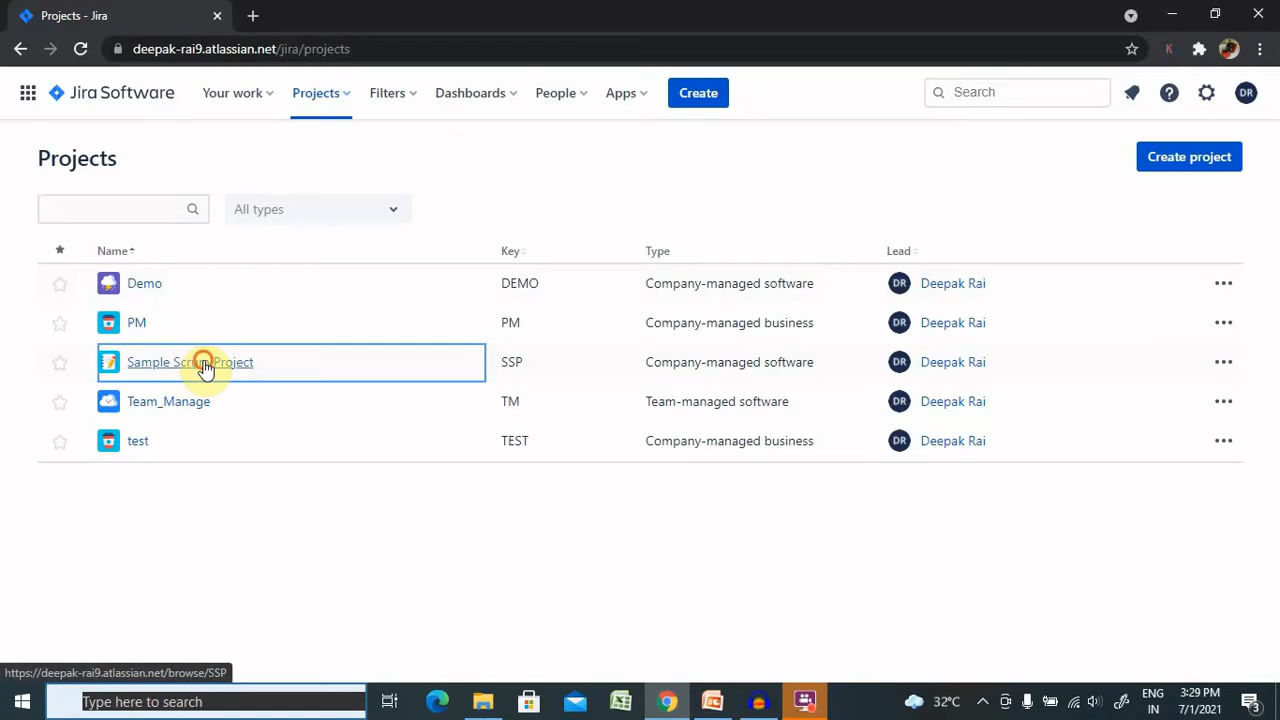 Projects - Jira
deepak-rai9.atlassian.net/jira/projects
K
Jira Software Your work Projects Filters Dashboards People Apps Create Search DR
Projects Create project
All types
Name Key Type Lead
Demo DEMO Company-managed software DR Deepak Rai
PM PM Company-managed business DR Deepak Rai
Sample Scrum Project SSP Company-managed software DR Deepak Rai
Team_Manage TM Team-managed software DR Deepak Rai
test TEST Company-managed business DR Deepak Rai
https://deepak-rai9.atlassian.net/browse/SSP
Type here to search 32°C ENG 3:29 PM
IN 7/1/2021 3